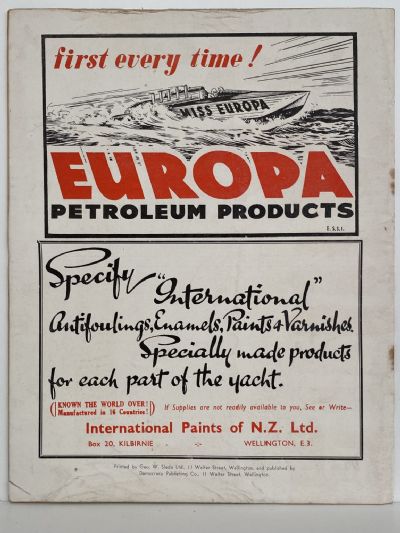 first every time!
MISS EUROPA
EUROPA
PETROLEUM PRODUCTS
E.5.3.t.
Specify "International"
Antifoulings, Enamels, Paints & Varnishes.
Specially made products
for each part of the yacht.
(KNOWN THE WORLD OVER!
Manufactured in 16 Countries!)
If Supplies are not readily available to you, See or Write—
International Paints of N.Z. Ltd.
Box 20, KILBIRNIE -:- WELLINGTON, E.3.
Printed by Geo. W. Slade Ltd., 11 Walter Street, Wellington, and published by
Democracy Publishing Co., 11 Walter Street, Wellington.